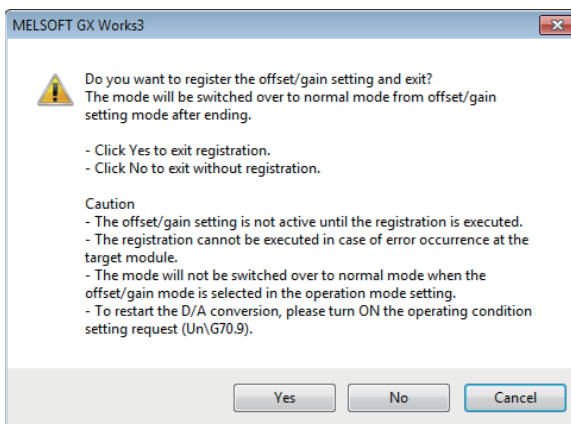 MELSOFT GX Works3
Do you want to register the offset/gain setting and exit?
The mode will be switched over to normal mode from offset/gain
setting mode after ending.
- Click Yes to exit registration.
- Click No to exit without registration.
Caution
- The offset/gain setting is not active until the registration is executed.
- The registration cannot be executed in case of error occurrence at the
target module.
- The mode will not be switched over to normal mode when the
offset/gain mode is selected in the operation mode setting.
- To restart the D/A conversion, please turn ON the operating condition
setting request (Un\G70.9).
Yes No Cancel